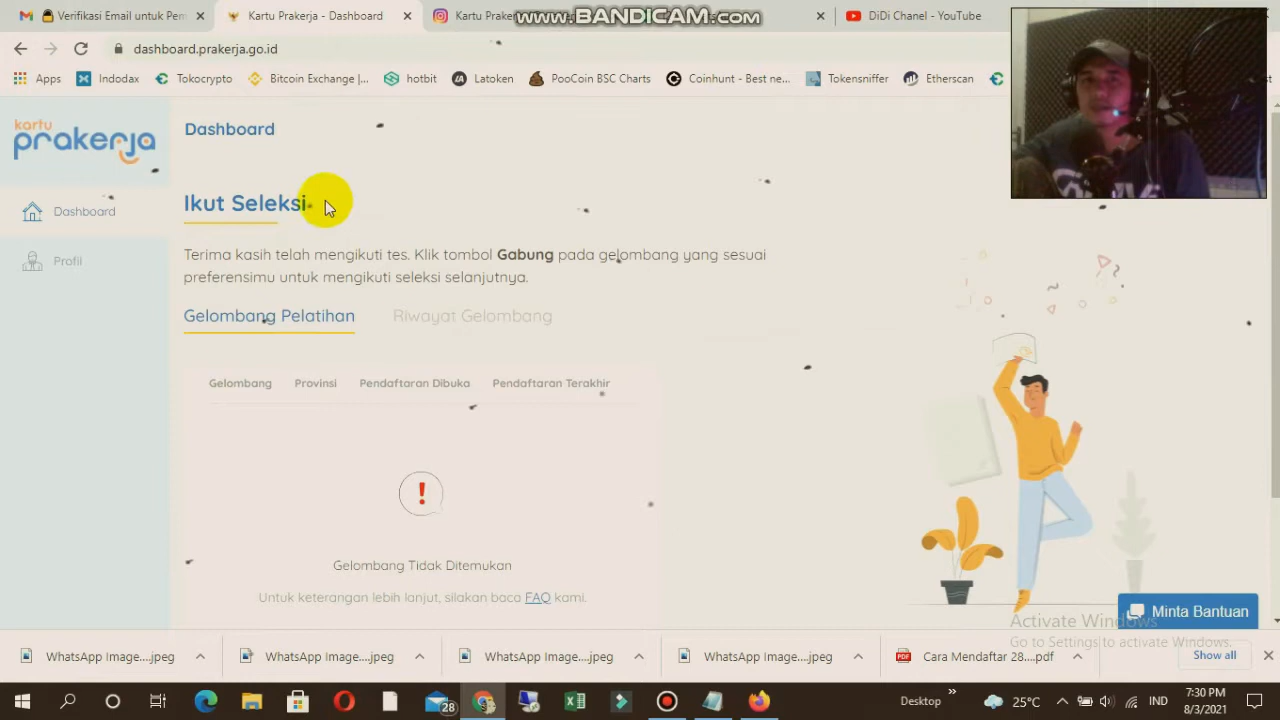 Verifikasi Email untuk Pem
Kartu Prakerja - Dashboard
Kartu Prakerja
www.BANDICAM.com
DiDi Chanel - YouTube
dashboard.prakerja.go.id
Apps
Indodax
Tokocrypto
Bitcoin Exchange |...
hotbit
Latoken
PooCoin BSC Charts
Coinhunt - Best ne...
Tokensniffer
Etherscan
kartu
prakerja
Dashboard
Dashboard
Profil
Ikut Seleksi
Terima kasih telah mengikuti tes. Klik tombol Gabung pada gelombang yang sesuai
preferensimu untuk mengikuti seleksi selanjutnya.
Gelombang Pelatihan
Riwayat Gelombang
Gelombang Provinsi Pendaftaran Dibuka Pendaftaran Terakhir
!
Gelombang Tidak Ditemukan
Untuk keterangan lebih lanjut, silakan baca FAQ kami.
Minta Bantuan
Activate Windows
Go to Settings to activate Windows.
WhatsApp Image....jpeg
WhatsApp Image....jpeg
WhatsApp Image....jpeg
WhatsApp Image....jpeg
Cara Mendaftar 28....pdf
Show all
28
Desktop
25°C
IND
7:30 PM
8/3/2021